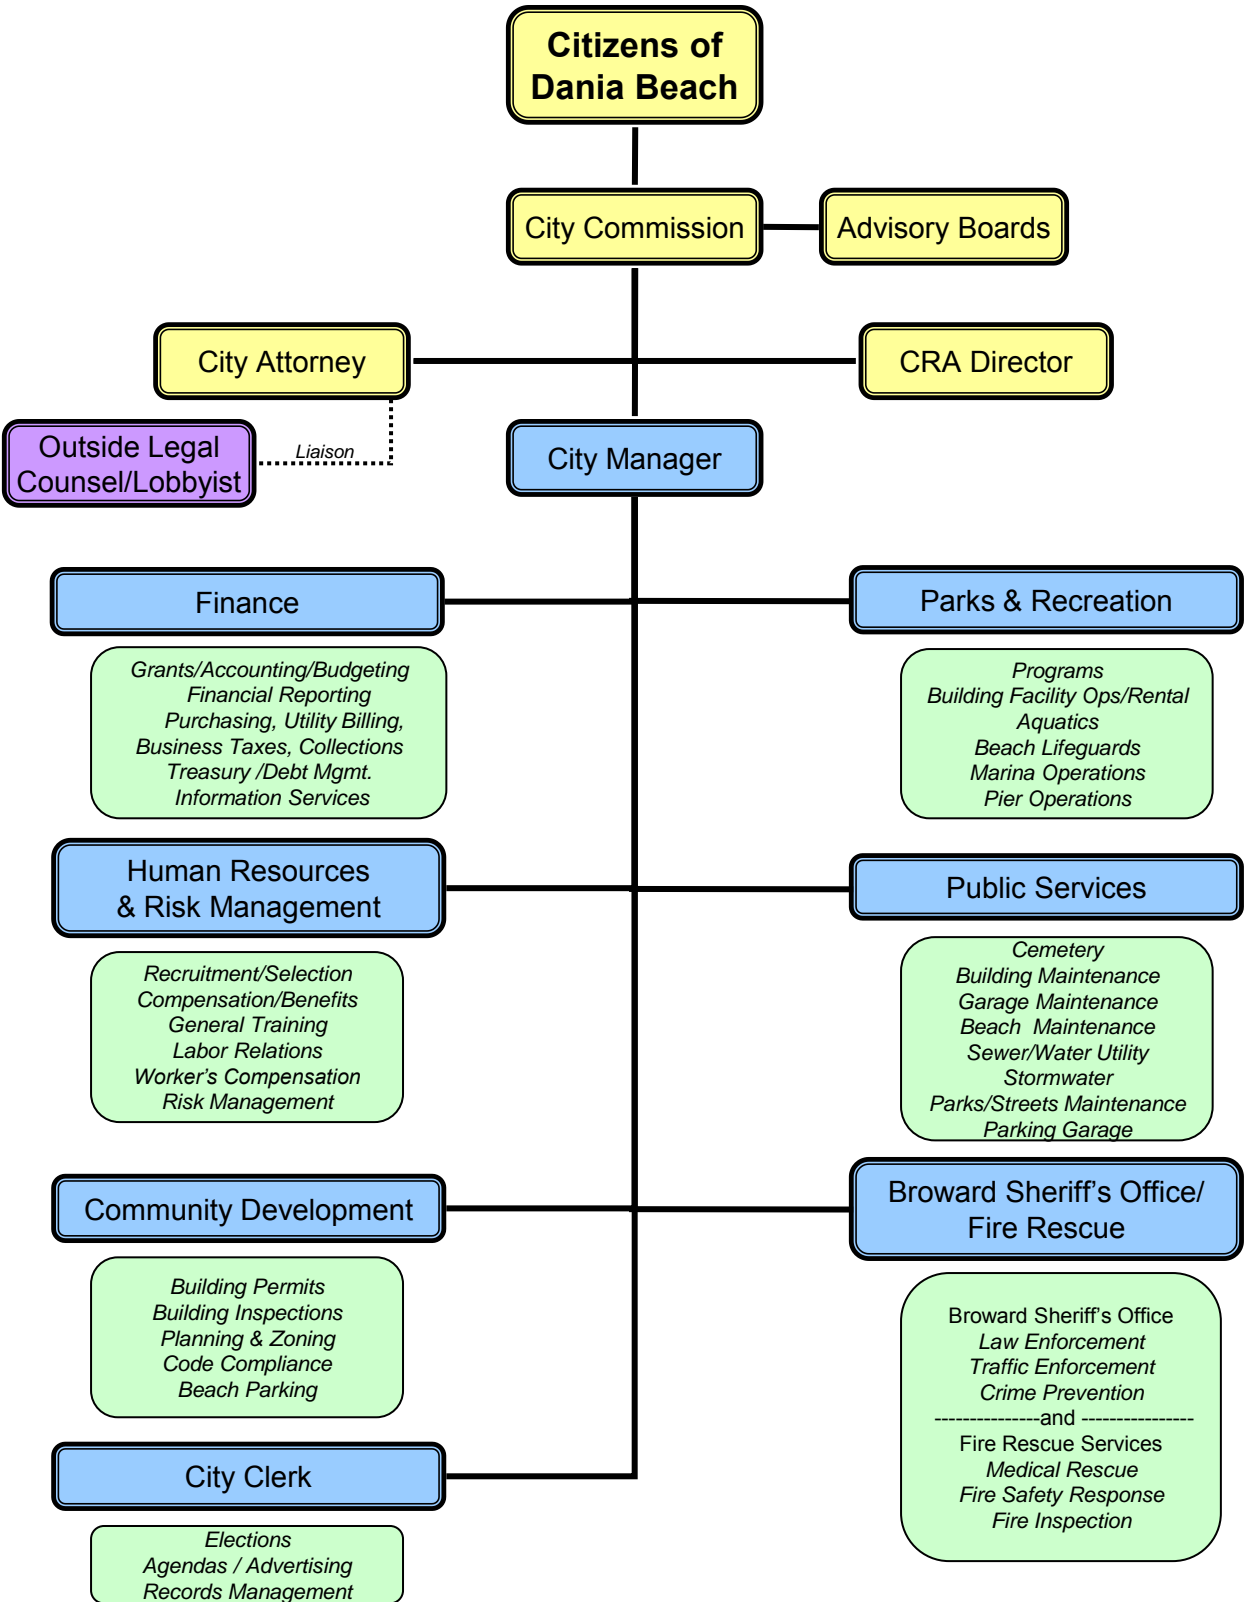 Citizens of
Dania Beach
City Commission
Advisory Boards
City Attorney
CRA Director
Outside Legal
Counsel/Lobbyist
Liaison
City Manager
Finance
Grants/Accounting/Budgeting
Financial Reporting
Purchasing, Utility Billing,
Business Taxes, Collections
Treasury /Debt Mgmt.
Information Services
Parks & Recreation
Programs
Building Facility Ops/Rental
Aquatics
Beach Lifeguards
Marina Operations
Pier Operations
Human Resources
& Risk Management
Recruitment/Selection
Compensation/Benefits
General Training
Labor Relations
Worker's Compensation
Risk Management
Public Services
Cemetery
Building Maintenance
Garage Maintenance
Beach  Maintenance
Sewer/Water Utility
Stormwater
Parks/Streets Maintenance
Parking Garage
Community Development
Building Permits
Building Inspections
Planning & Zoning
Code Compliance
Beach Parking
Broward Sheriff's Office/
Fire Rescue
Broward Sheriff's Office
Law Enforcement
Traffic Enforcement
Crime Prevention
---------------and ----------------
Fire Rescue Services
Medical Rescue
Fire Safety Response
Fire Inspection
City Clerk
Elections
Agendas / Advertising
Records Management